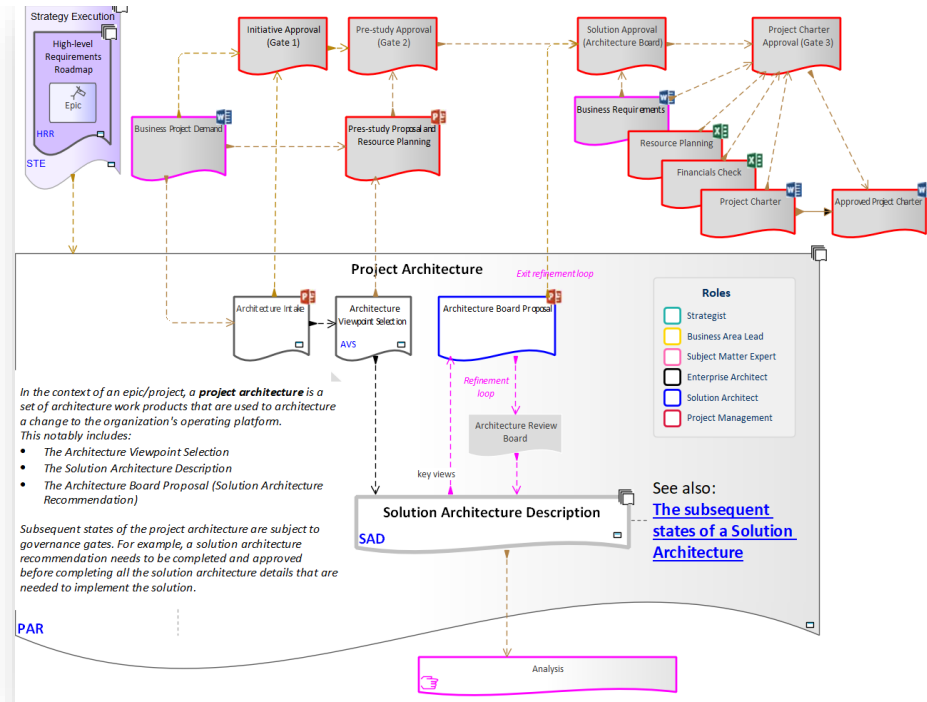 Strategy Execution
High-level
Requirements
Roadmap
Epic
HRR
STE
Initiative Approval
(Gate 1)
Pre-study Approval
(Gate 2)
Solution Approval
(Architecture Board)
Project Charter
Approval (Gate 3)
Business Project Demand
Pres-study Proposal and
Resource Planning
Business Requirements
Resource Planning
Financials Check
Project Charter
Approved Project Charter
Project Architecture
Exit refinement loop
Architecture Intake
Architecture
Viewpoint Selection
AVS
Architecture Board Proposal
Roles
Strategist
Business Area Lead
Subject Matter Expert
Enterprise Architect
Solution Architect
Project Management
Refinement
loop
Architecture Review
Board
key views
In the context of an epic/project, a project architecture is a
set of architecture work products that are used to architecture
a change to the organization's operating platform.
This notably includes:
• The Architecture Viewpoint Selection
• The Solution Architecture Description
• The Architecture Board Proposal (Solution Architecture
Recommendation)
Subsequent states of the project architecture are subject to
governance gates. For example, a solution architecture
recommendation needs to be completed and approved
before completing all the solution architecture details that are
needed to implement the solution.
Solution Architecture Description
SAD
See also:
The subsequent
states of a Solution
Architecture
PAR
Analysis